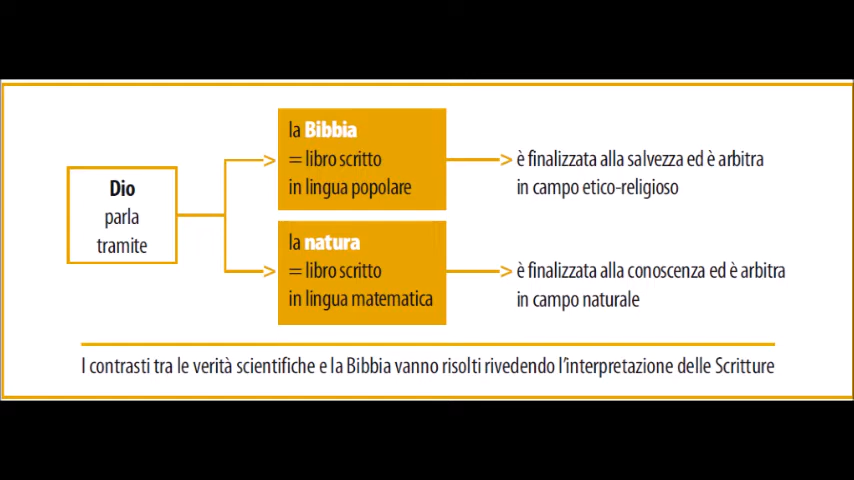 Dio
parla
tramite
la Bibbia
= libro scritto
in lingua popolare
è finalizzata alla salvezza ed è arbitra
in campo etico-religioso
la natura
= libro scritto
in lingua matematica
è finalizzata alla conoscenza ed è arbitra
in campo naturale
I contrasti tra le verità scientifiche e la Bibbia vanno risolti rivedendo l’interpretazione delle Scritture